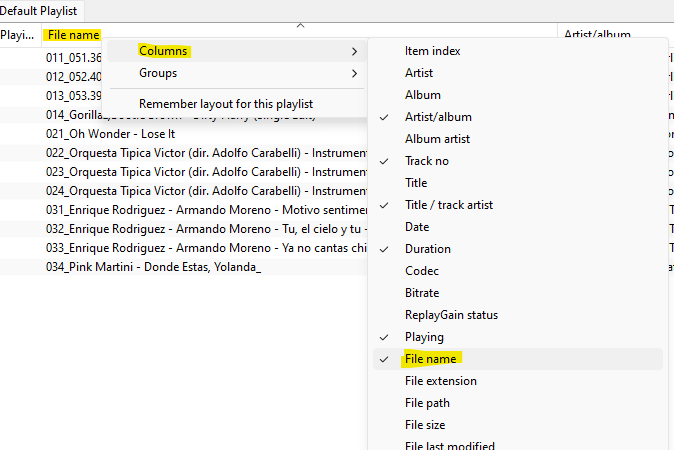 Default Playlist
Playi... File name Artist/album
Columns
Groups
Remember layout for this playlist
Item index
Artist
Album
Artist/album
Album artist
Track no
Title
Title / track artist
Date
Duration
Codec
Bitrate
ReplayGain status
Playing
File name
File extension
File path
File size
File last modified
011_051.36
012_052.40
013_053.39
014_Gorillaz,
021_Oh Wonder - Lose It
022_Orquesta Tipica Victor (dir. Adolfo Carabelli) - Instrument
023_Orquesta Tipica Victor (dir. Adolfo Carabelli) - Instrument
024_Orquesta Tipica Victor (dir. Adolfo Carabelli) - Instrument
031_Enrique Rodriguez - Armando Moreno - Motivo sentimen
032_Enrique Rodriguez - Armando Moreno - Tu, el cielo y tu -
033_Enrique Rodriguez - Armando Moreno - Ya no cantas chi
034_Pink Martini - Donde Estas, Yolanda_